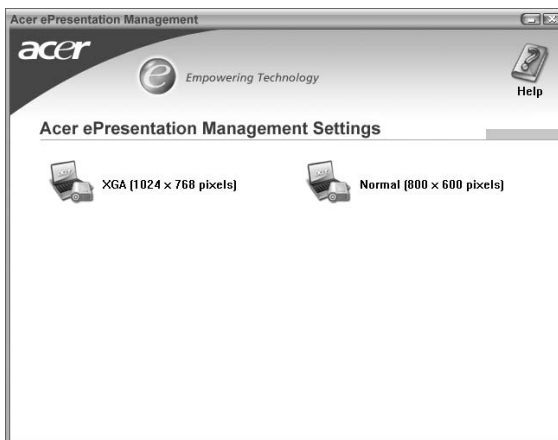 Acer ePresentation Management
acer
e Empowering Technology
Help
Acer ePresentation Management Settings
XGA (1024 x 768 pixels)
Normal (800 x 600 pixels)